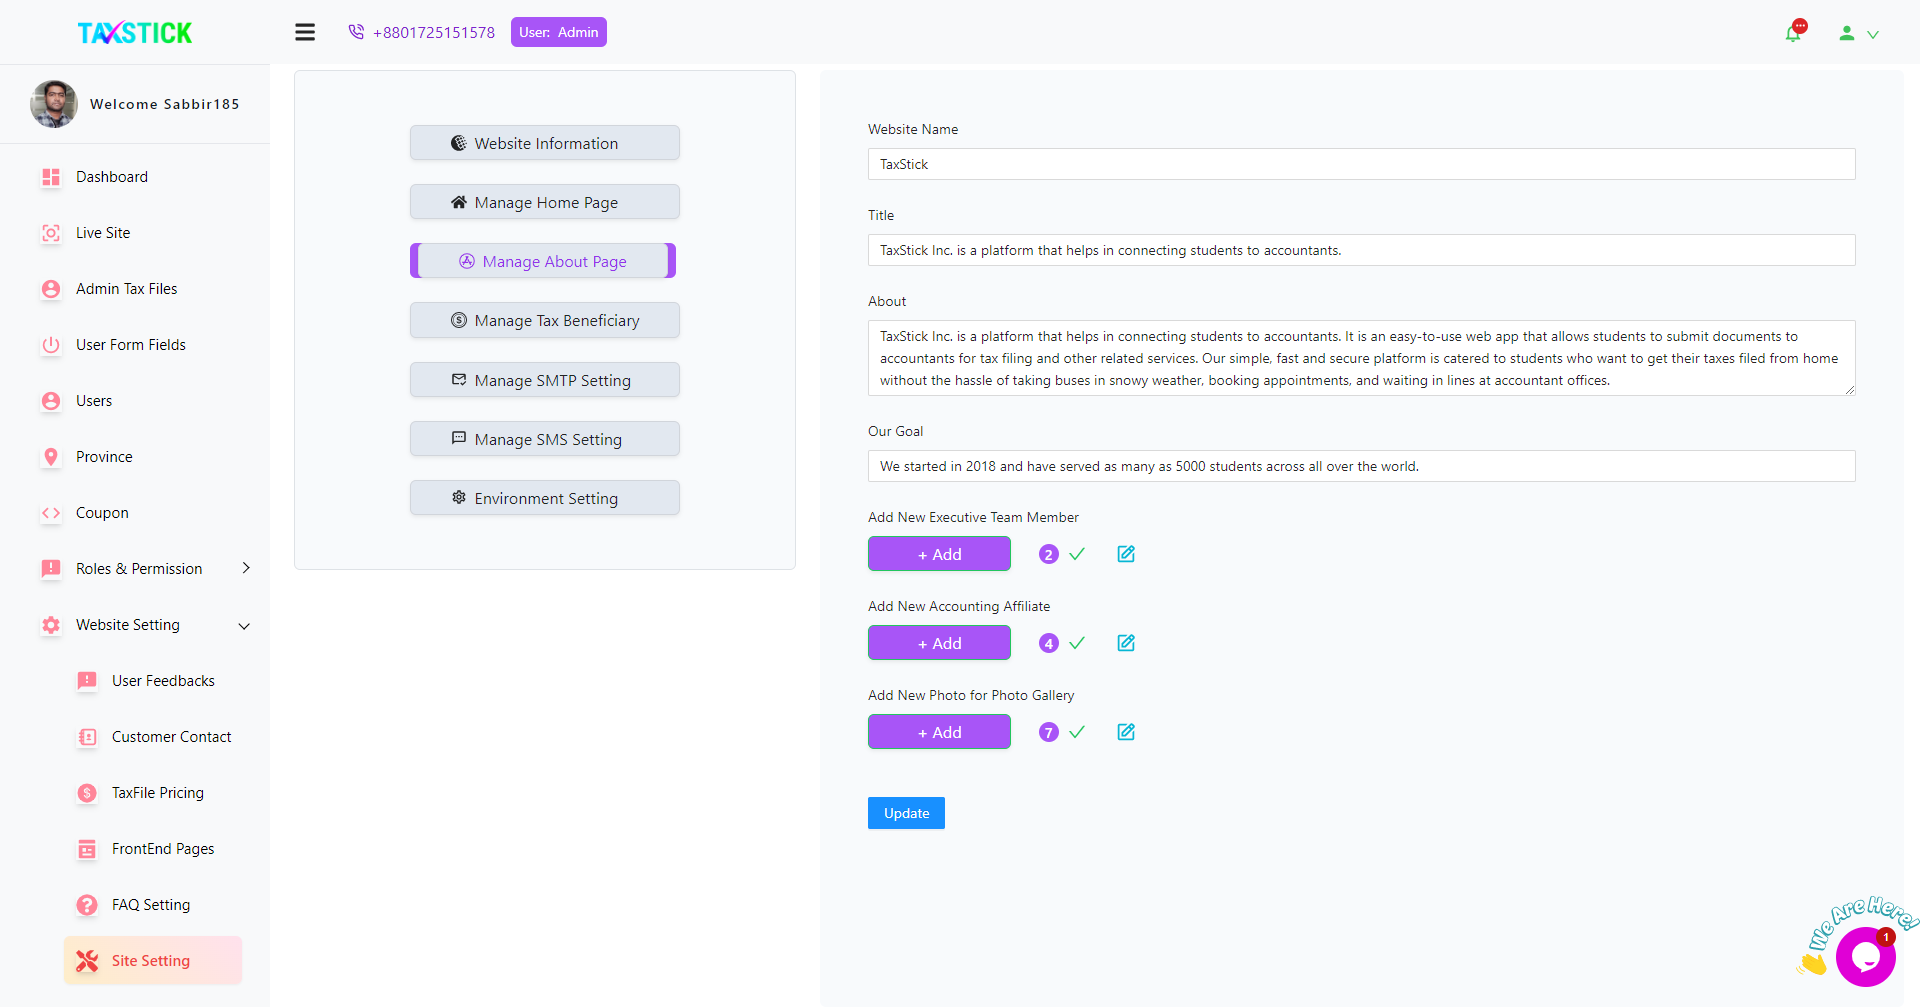 TAXSTICK
+8801725151578
User: Admin
Welcome Sabbir185
Dashboard
Live Site
Admin Tax Files
User Form Fields
Users
Province
Coupon
Roles & Permission
Website Setting
User Feedbacks
Customer Contact
TaxFile Pricing
FrontEnd Pages
FAQ Setting
Site Setting
Website Information
Manage Home Page
Manage About Page
Manage Tax Beneficiary
Manage SMTP Setting
Manage SMS Setting
Environment Setting
Website Name
TaxStick
Title
TaxStick Inc. is a platform that helps in connecting students to accountants.
About
TaxStick Inc. is a platform that helps in connecting students to accountants. It is an easy-to-use web app that allows students to submit documents to
accountants for tax filing and other related services. Our simple, fast and secure platform is catered to students who want to get their taxes filed from home
without the hassle of taking buses in snowy weather, booking appointments, and waiting in lines at accountant offices.
Our Goal
We started in 2018 and have served as many as 5000 students across all over the world.
Add New Executive Team Member
+ Add
2
Add New Accounting Affiliate
+ Add
4
Add New Photo for Photo Gallery
+ Add
7
Update
We Are Here!
1